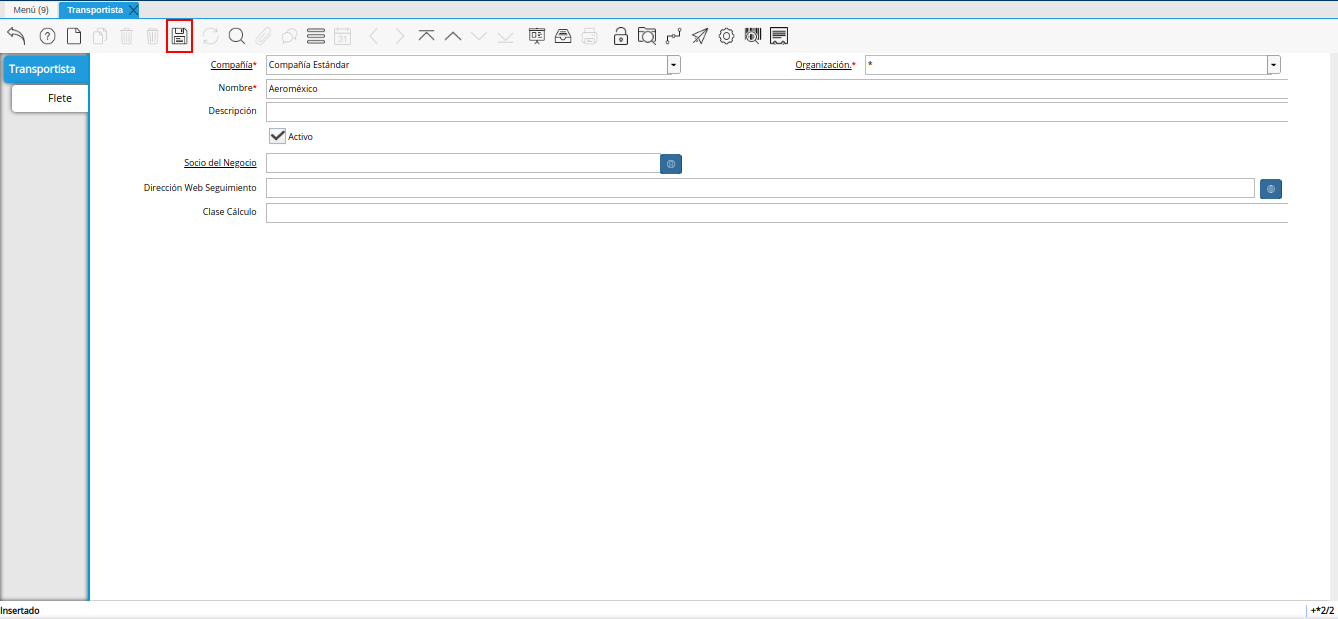 Menú (9) Transportista
31
Transportista
Flete
Compañía* Compañía Estándar Organización.* *
Nombre* Aeroméxico
Descripción
Activo
Socio del Negocio
Dirección Web Seguimiento
Clase Cálculo
Insertado +*2/2